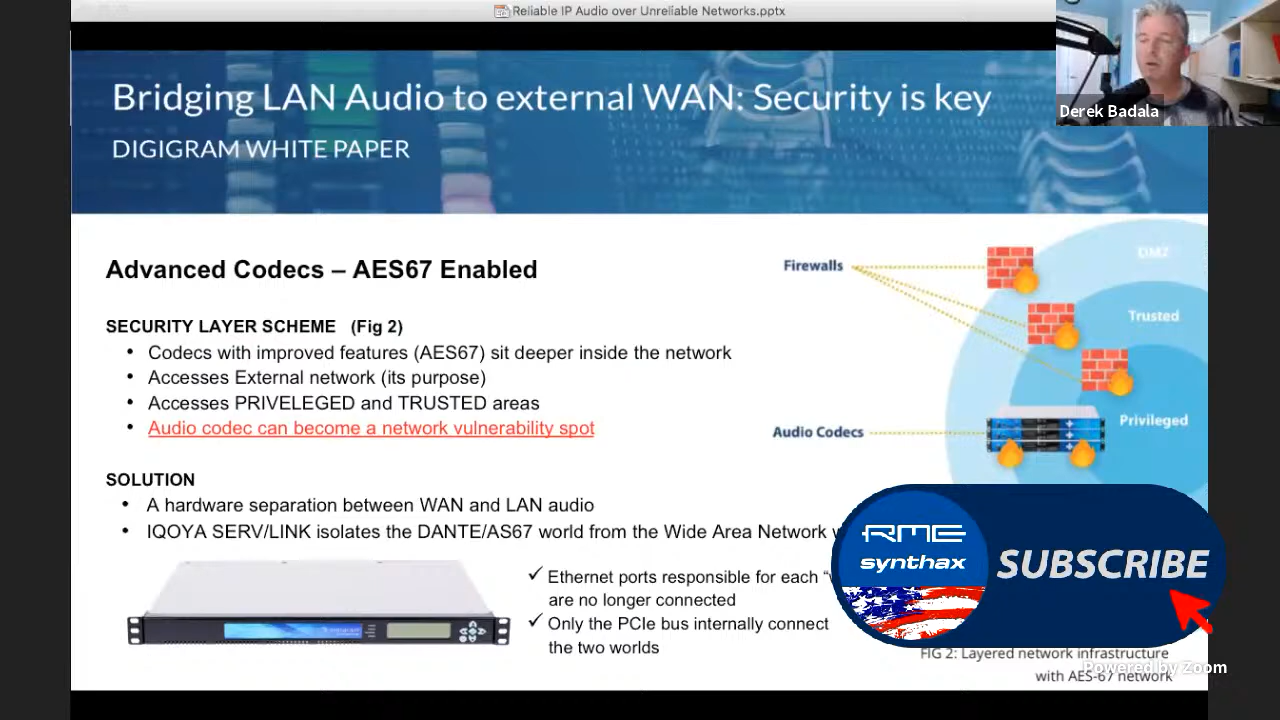 Reliable IP Audio over Unreliable Networks.pptx
Derek Badala
Bridging LAN Audio to external WAN: Security is key
DIGIGRAM WHITE PAPER
Advanced Codecs – AES67 Enabled
SECURITY LAYER SCHEME (Fig 2)
• Codecs with improved features (AES67) sit deeper inside the network
• Accesses External network (its purpose)
• Accesses PRIVELEGED and TRUSTED areas
• Audio codec can become a network vulnerability spot
SOLUTION
• A hardware separation between WAN and LAN audio
• IQOYA SERV/LINK isolates the DANTE/AS67 world from the Wide Area Network
✓ Ethernet ports responsible for each
are no longer connected
✓ Only the PCIe bus internally connect
the two worlds
Firewalls
DMZ
Trusted
Privileged
Audio Codecs
RME
synthax
SUBSCRIBE
FIG 2: Layered network infrastructure
with AES-67 network
Powered by Zoom